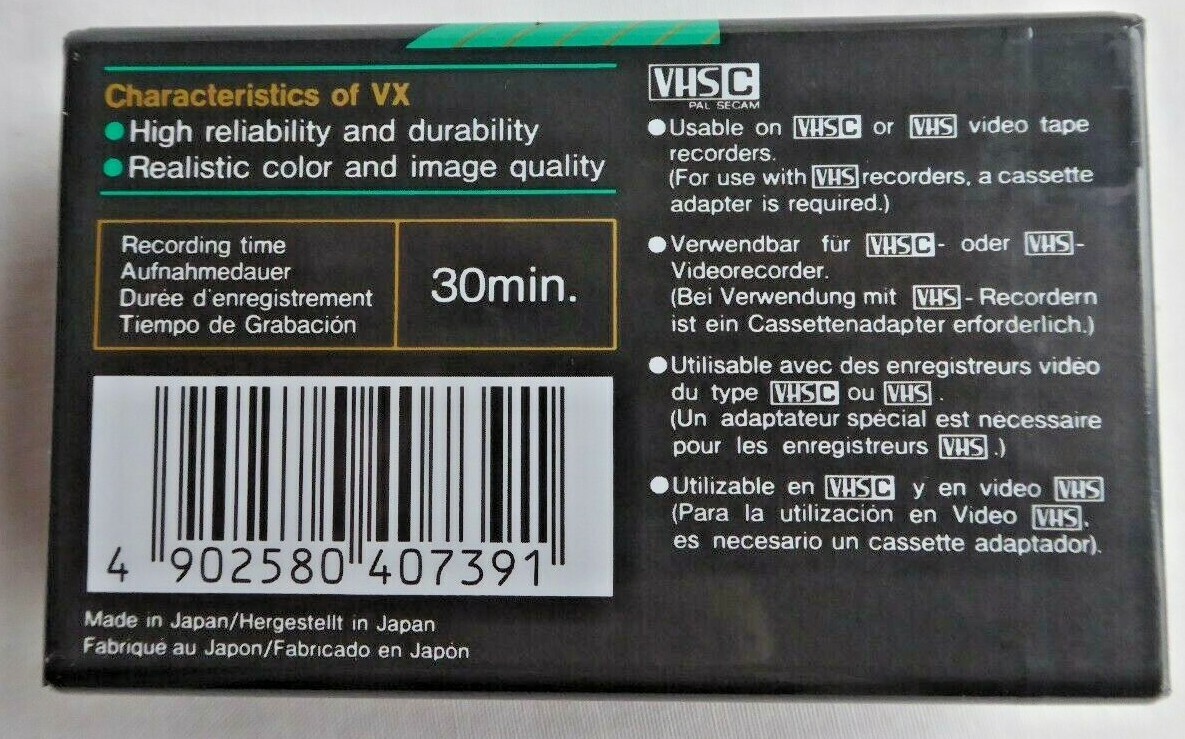 Characteristics of VX
●High reliability and durability
●Realistic color and image quality
Recording time
Aufnahmedauer
Durée d'enregistrement
Tiempo de Grabación
30min.
4 902580 407391
Made in Japan/Hergestellt in Japan
Fabriqué au Japon/Fabricado en Japón
VHSC
PAL SECAM
●Usable on VHSC or VHS video tape
recorders.
(For use with VHS recorders, a cassette
adapter is required.)
●Verwendbar für VHSC- oder VHS-
Videorecorder.
(Bei Verwendung mit VHS - Recordern
ist ein Cassettenadapter erforderlich.)
●Utilisable avec des enregistreurs vidéo
du type VHSC ou VHS .
(Un adaptateur spécial est nécessaire
pour les enregistreurs VHS .)
●Utilizable en VHSC y en video VHS
(Para la utilización en Video VHS,
es necesario un cassette adaptador).